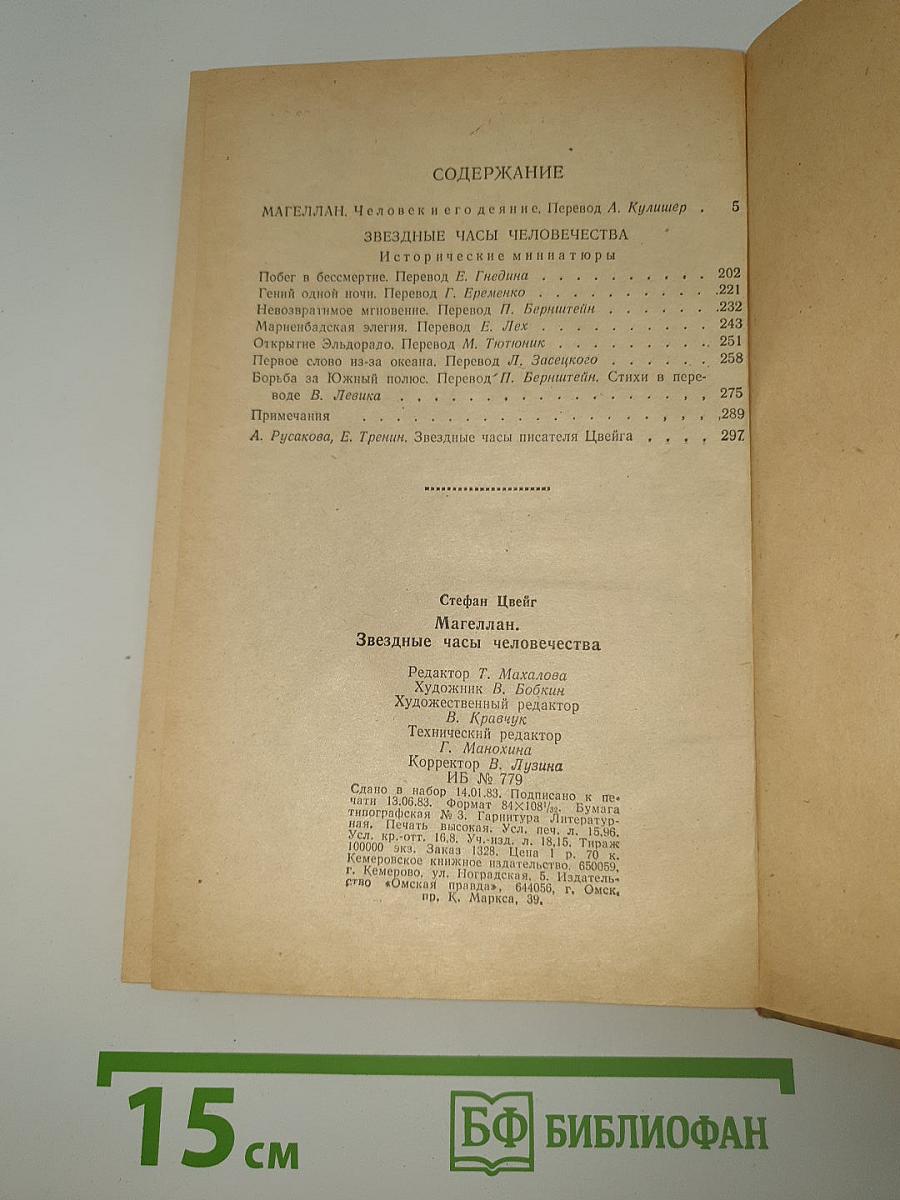 СОДЕРЖАНИЕ
МАГЕЛЛАН. Человек и его деяние. Перевод А. Кулишер . 5
ЗВЕЗДНЫЕ ЧАСЫ ЧЕЛОВЕЧЕСТВА
Исторические миниатюры
Побег в бессмертие. Перевод Е. Гнедина . . . . . . . . . . 202
Гений одной ночи. Перевод Г. Еременко . . . . . . . . . . 221
Невозвратимое мгновение. Перевод П. Бернштейн . . . . . . . 232
Мариенбадская элегия. Перевод Е. Лех . . . . . . . . . . 243
Открытие Эльдорадо. Перевод М. Тютюник . . . . . . . . . . 251
Первое слово из-за океана. Перевод Л. Засецкого . . . . . . 258
Борьба за Южный полюс. Перевод П. Бернштейн. Стихи в пере-
воде В. Левика . . . . . . . . . . . . . . . . . . 275
Примечания . . . . . . . . . . . . . . . . . . . . , , , 289
А. Русакова, Е. Тренин. Звездные часы писателя Цвейга , . , , 297
Стефан Цвейг
Магеллан.
Звездные часы человечества
Редактор Т. Махалова
Художник В. Бобкин
Художественный редактор
В. Кравчук
Технический редактор
Г. Манохина
Корректор В. Лузина
ИБ № 779
Сдано в набор 14.01.83. Подписано к пе-
чати 13.06.83. Формат 84×108¹/₃₂. Бумага
типографская № 3. Гарнитура Литератур-
ная. Печать высокая. Усл. печ. л. 15,96.
Усл. кр.-отт. 16,8. Уч.-изд. л. 18,15. Тираж
100000 экз. Заказ 1328. Цена 1 р. 70 к.
Кемеровское книжное издательство, 650059,
г. Кемерово, ул. Ноградская, 5. Издатель-
ство «Омская правда», 644056, г. Омск,
пр. К. Маркса, 39.
15 см
БФ БИБЛИОФАН